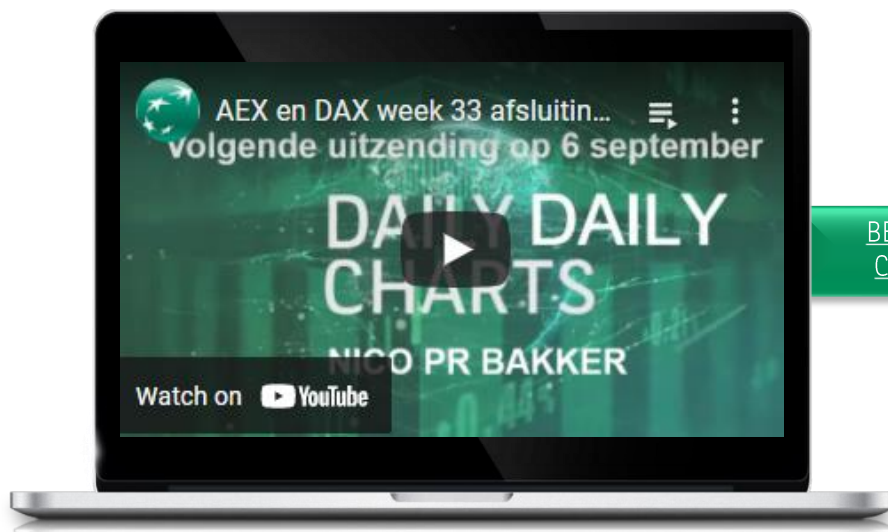 AEX en DAX week 33 afsluitin...
Volgende uitzending op 6 september
DAILY DAILY
CHARTS
NICO PR BAKKER
Watch on YouTube